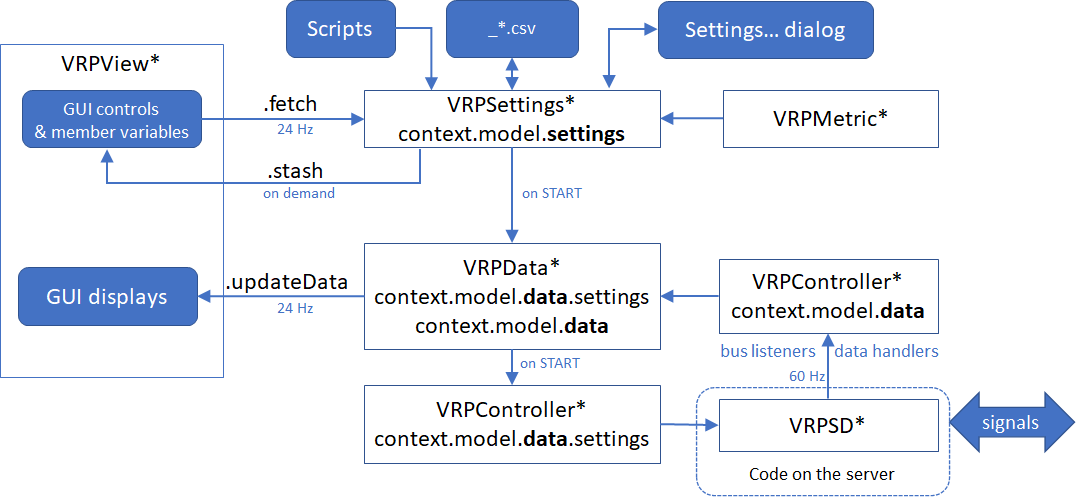 Scripts
_*.csv
Settings... dialog
VRPView*
GUI controls
& member variables
.fetch
24 Hz
VRPSettings*
context.model.settings
VRPMetric*
.stash
on demand
on START
GUI displays
.updateData
24 Hz
VRPData*
context.model.data.settings
context.model.data
VRPController*
context.model.data
bus listeners
data handlers
60 Hz
on START
VRPController*
context.model.data.settings
VRPSD*
signals
Code on the server